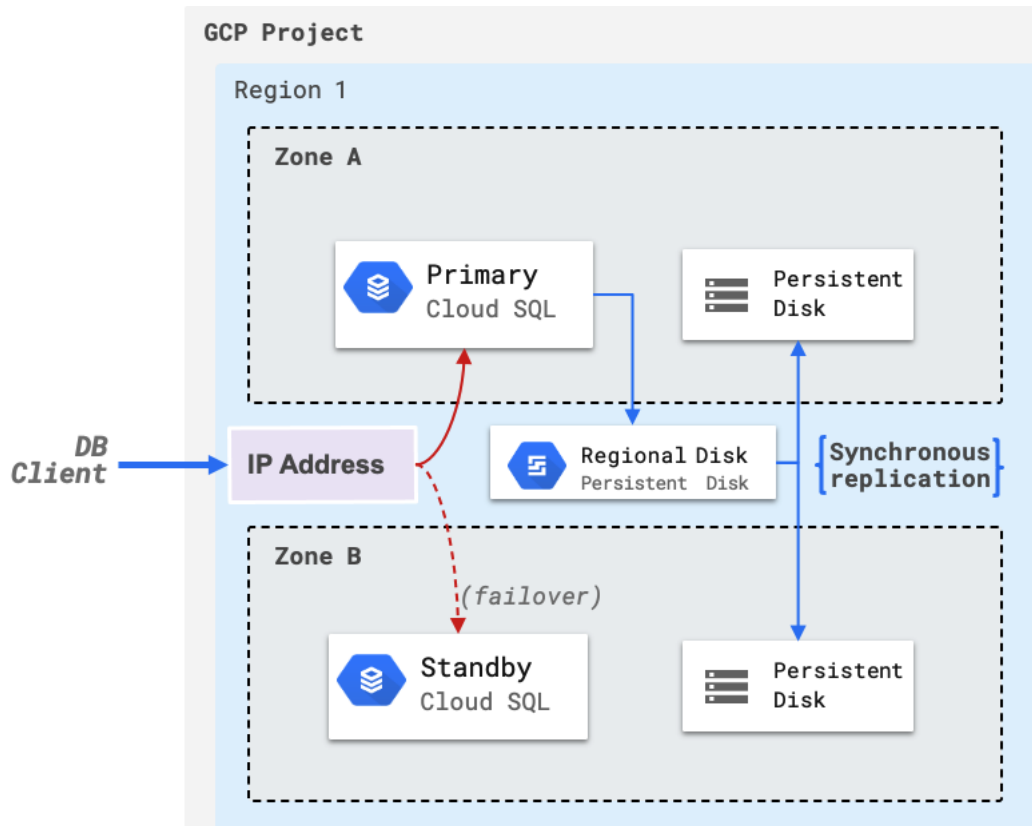 GCP Project
Region 1
Zone A
Primary
Cloud SQL
Persistent
Disk
DB
Client
IP Address
Regional Disk
Persistent Disk
{Synchronous
replication}
Zone B
(failover)
Standby
Cloud SQL
Persistent
Disk